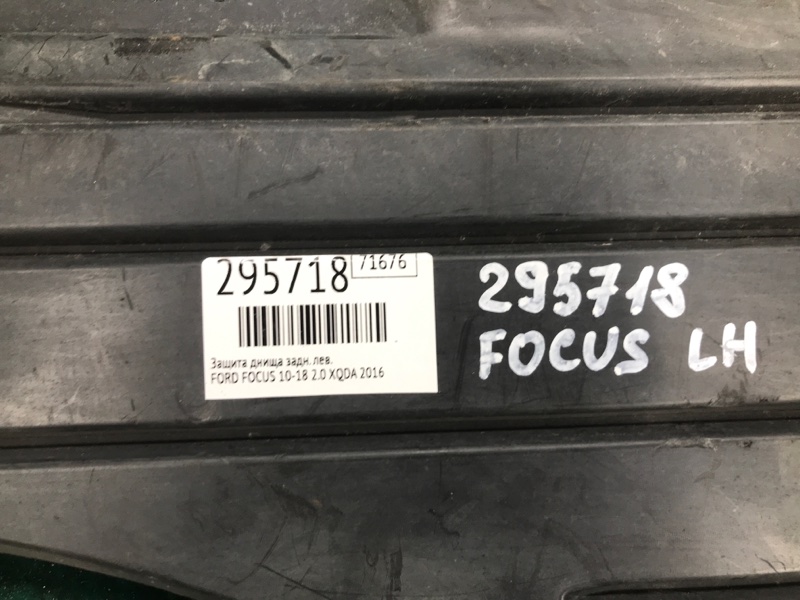 295718
71676
Защита днища задн. лев.
FORD FOCUS 10-18 2.0 XQDA 2016
295718
FOCUS LH